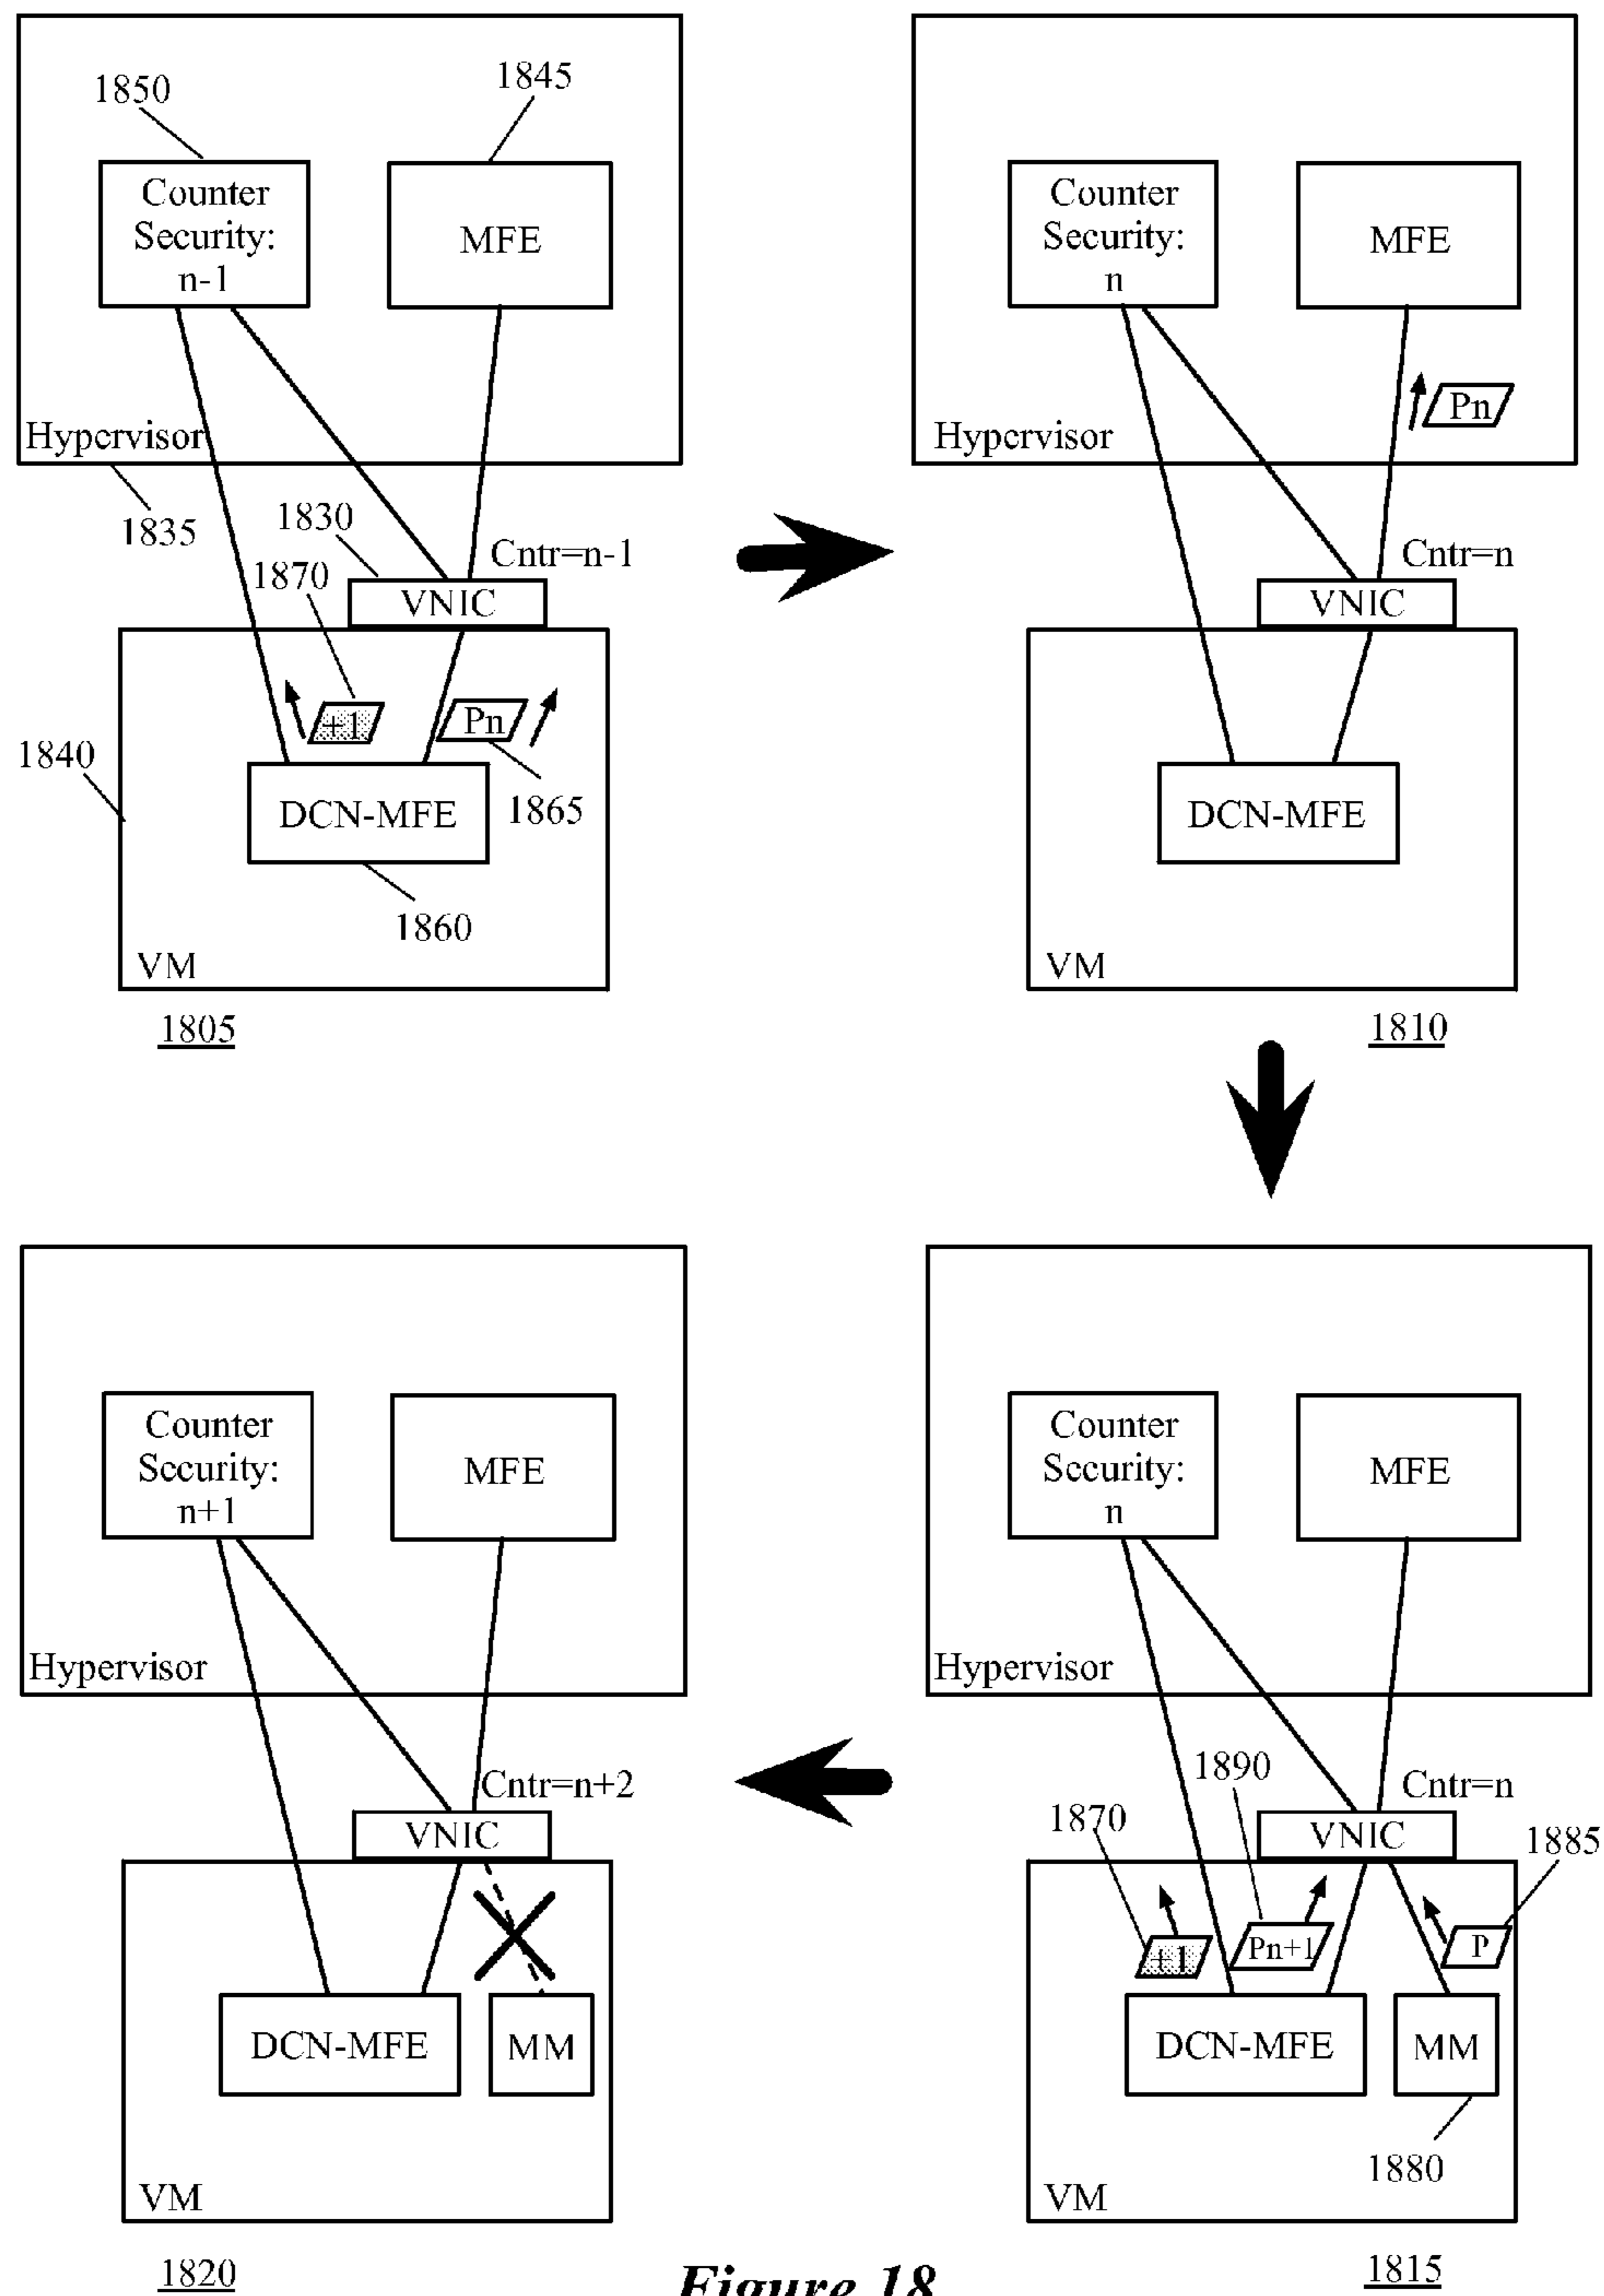 1850
1845
Counter
Security:
n-1
MFE
Hypervisor
1835
1830
Cntr=n-1
1870
VNIC
+1
Pn
1840
1865
DCN-MFE
1860
VM
1805
Counter
Security:
n
MFE
Pn
Hypervisor
Cntr=n
VNIC
DCN-MFE
VM
1810
Counter
Security:
n
MFE
Hypervisor
1890
Cntr=n
1870
VNIC
1885
+1
Pn+1
P
DCN-MFE
MM
1880
VM
1815
Counter
Security:
n+1
MFE
Hypervisor
Cntr=n+2
VNIC
DCN-MFE
MM
VM
1820
Figure 18